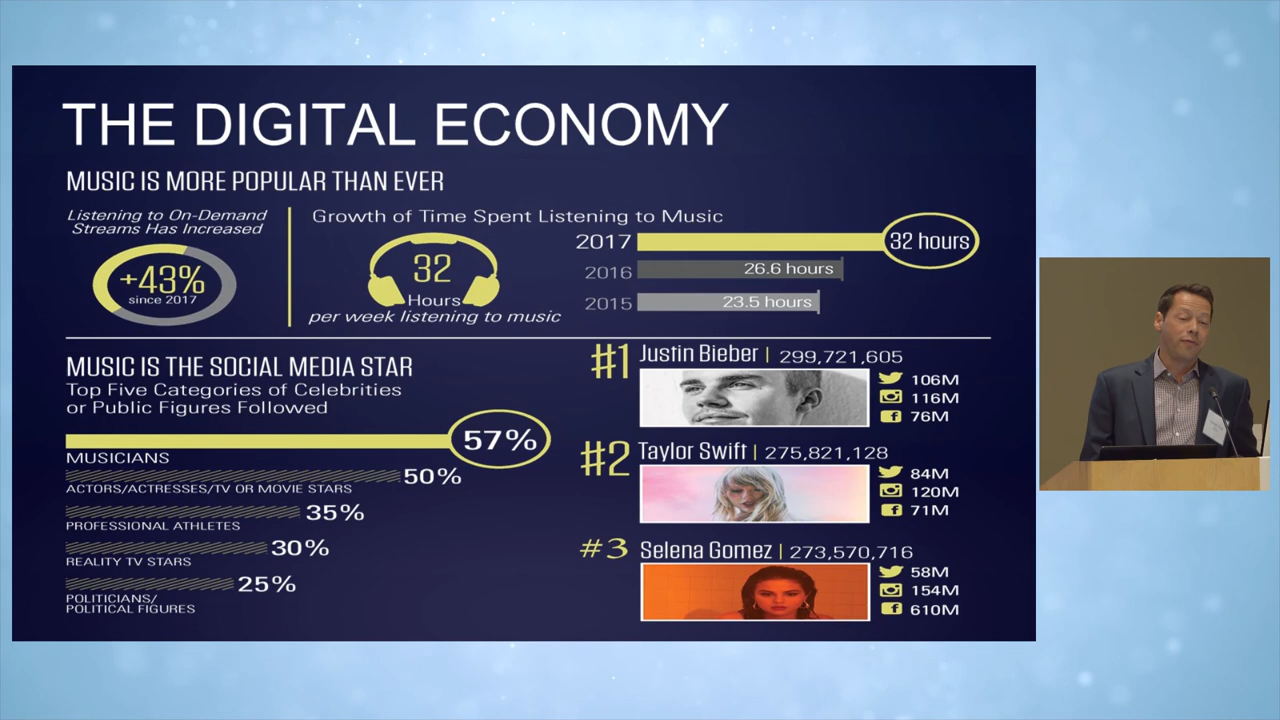 THE DIGITAL ECONOMY
MUSIC IS MORE POPULAR THAN EVER
Listening to On-Demand
Streams Has Increased
+43%
since 2017
Growth of Time Spent Listening to Music
32
Hours
per week listening to music
2017 32 hours
2016 26.6 hours
2015 23.5 hours
MUSIC IS THE SOCIAL MEDIA STAR
Top Five Categories of Celebrities
or Public Figures Followed
57%
MUSICIANS
50%
ACTORS/ACTRESSES/TV OR MOVIE STARS
35%
PROFESSIONAL ATHLETES
30%
REALITY TV STARS
25%
POLITICIANS/
POLITICAL FIGURES
#1 Justin Bieber | 299,721,605
106M
116M
76M
#2 Taylor Swift | 275,821,128
84M
120M
71M
#3 Selena Gomez | 273,570,716
58M
154M
610M